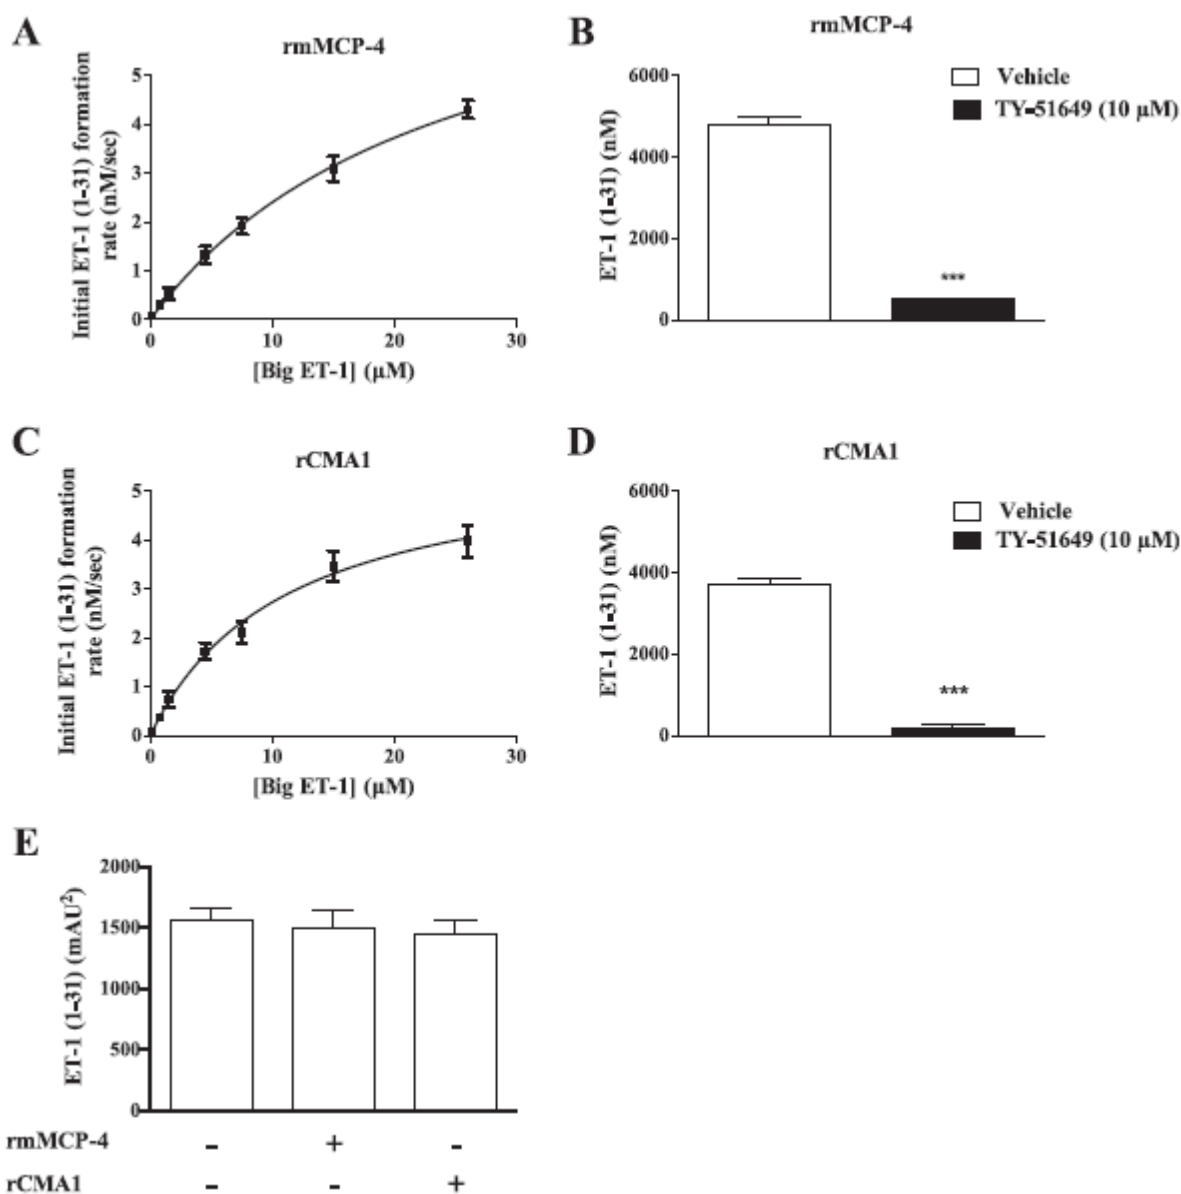 A
rmMCP-4
Initial ET-1 (1-31) formation
rate (nM/sec)
5
4
3
2
1
0
0 10 20 30
[Big ET-1] (μM)
B
rmMCP-4
ET-1 (1-31) (nM)
6000
4000
2000
0
Vehicle
TY-51649 (10 μM)
***
C
rCMA1
Initial ET-1 (1-31) formation
rate (nM/sec)
5
4
3
2
1
0
0 10 20 30
[Big ET-1] (μM)
D
rCMA1
ET-1 (1-31) (nM)
6000
4000
2000
0
Vehicle
TY-51649 (10 μM)
***
E
ET-1 (1-31) (mAU²)
2000
1500
1000
500
0
rmMCP-4 - + -
rCMA1 - - +